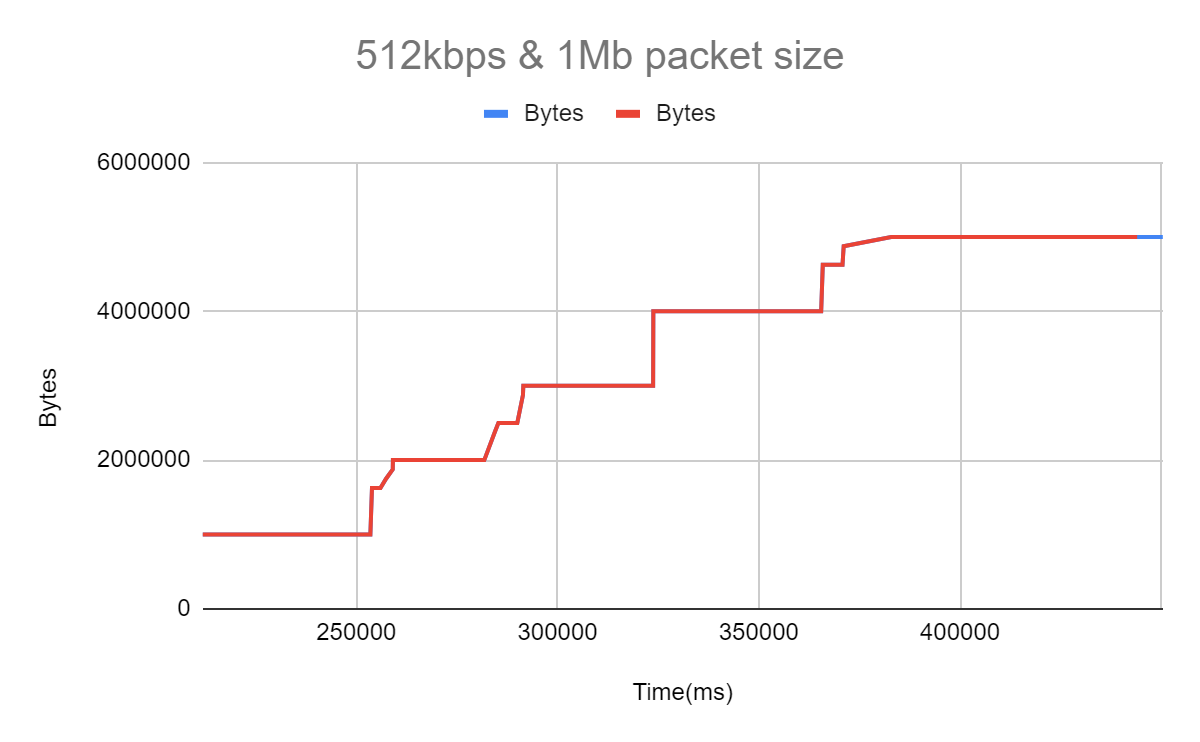 512kbps & 1Mb packet size
Bytes Bytes
6000000
4000000
Bytes
2000000
0
250000 300000 350000 400000
Time(ms)